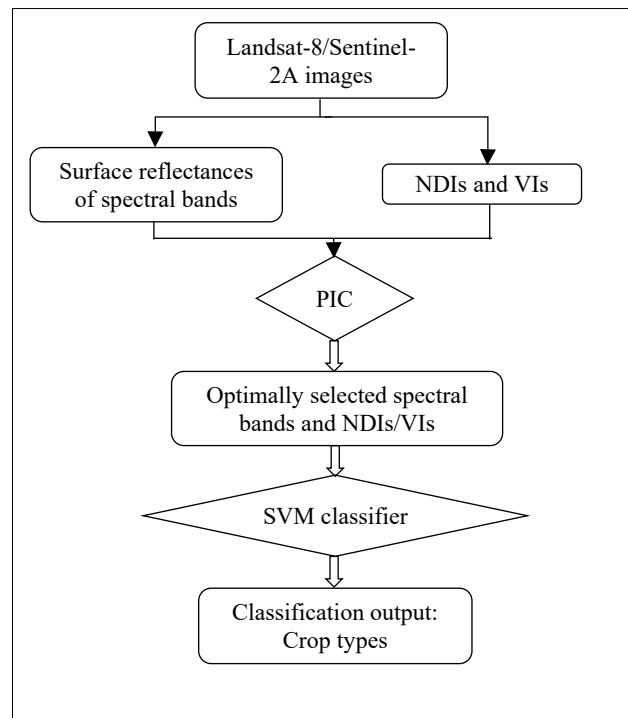 Landsat-8/Sentinel-
2A images
Surface reflectances
of spectral bands
NDIs and VIs
PIC
Optimally selected spectral
bands and NDIs/VIs
SVM classifier
Classification output:
Crop types